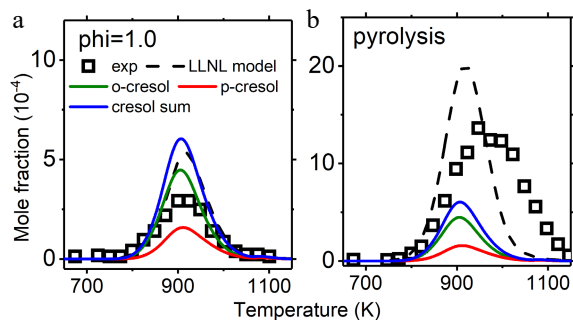 a
phi=1.0
exp
LLNL model
o-cresol
p-cresol
cresol sum
Mole fraction (10⁻⁴)
10
5
0
700
900
1100
b
pyrolysis
20
10
0
700
900
1100
Temperature (K)